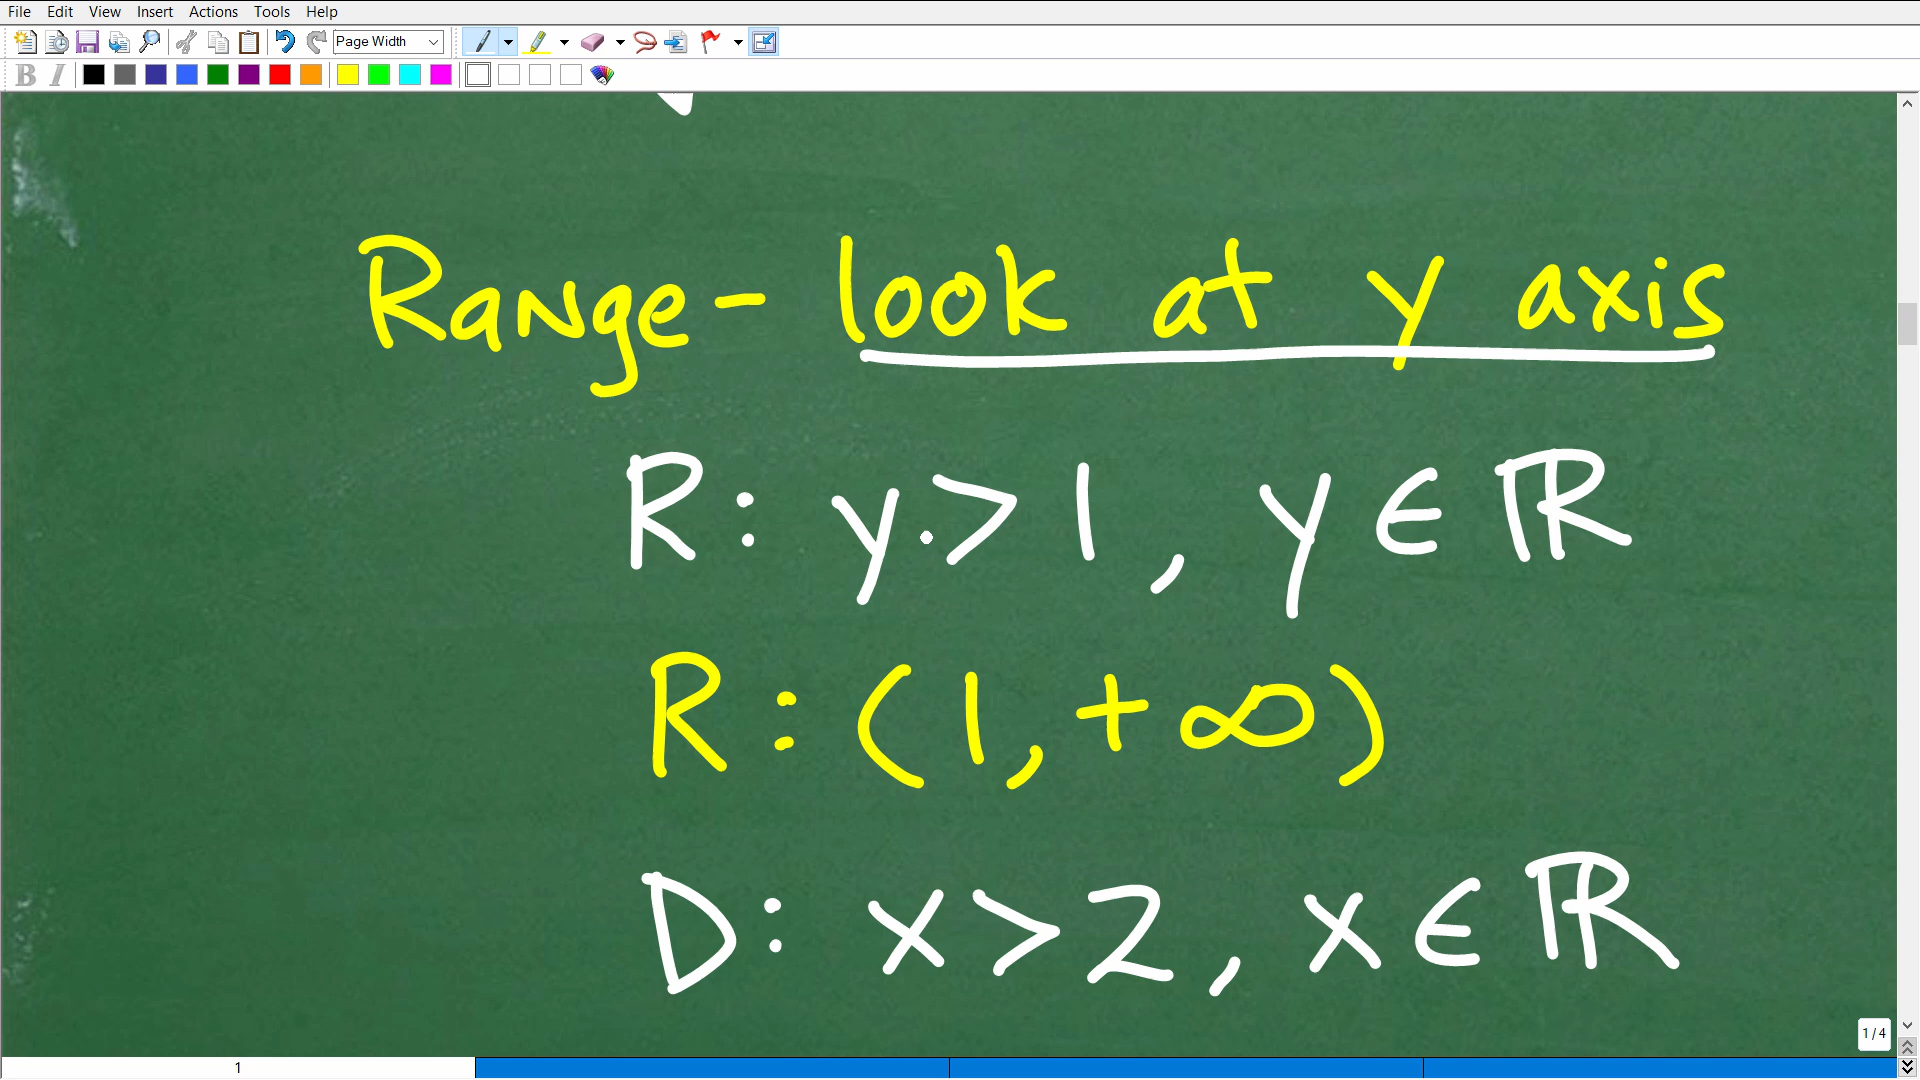 File Edit View Insert Actions Tools Help
Page Width
B I
Range- look at y axis
R: y > 1, y ∈ ℝ
R: (1, +∞)
D: x > 2, x ∈ ℝ
1 / 4
1